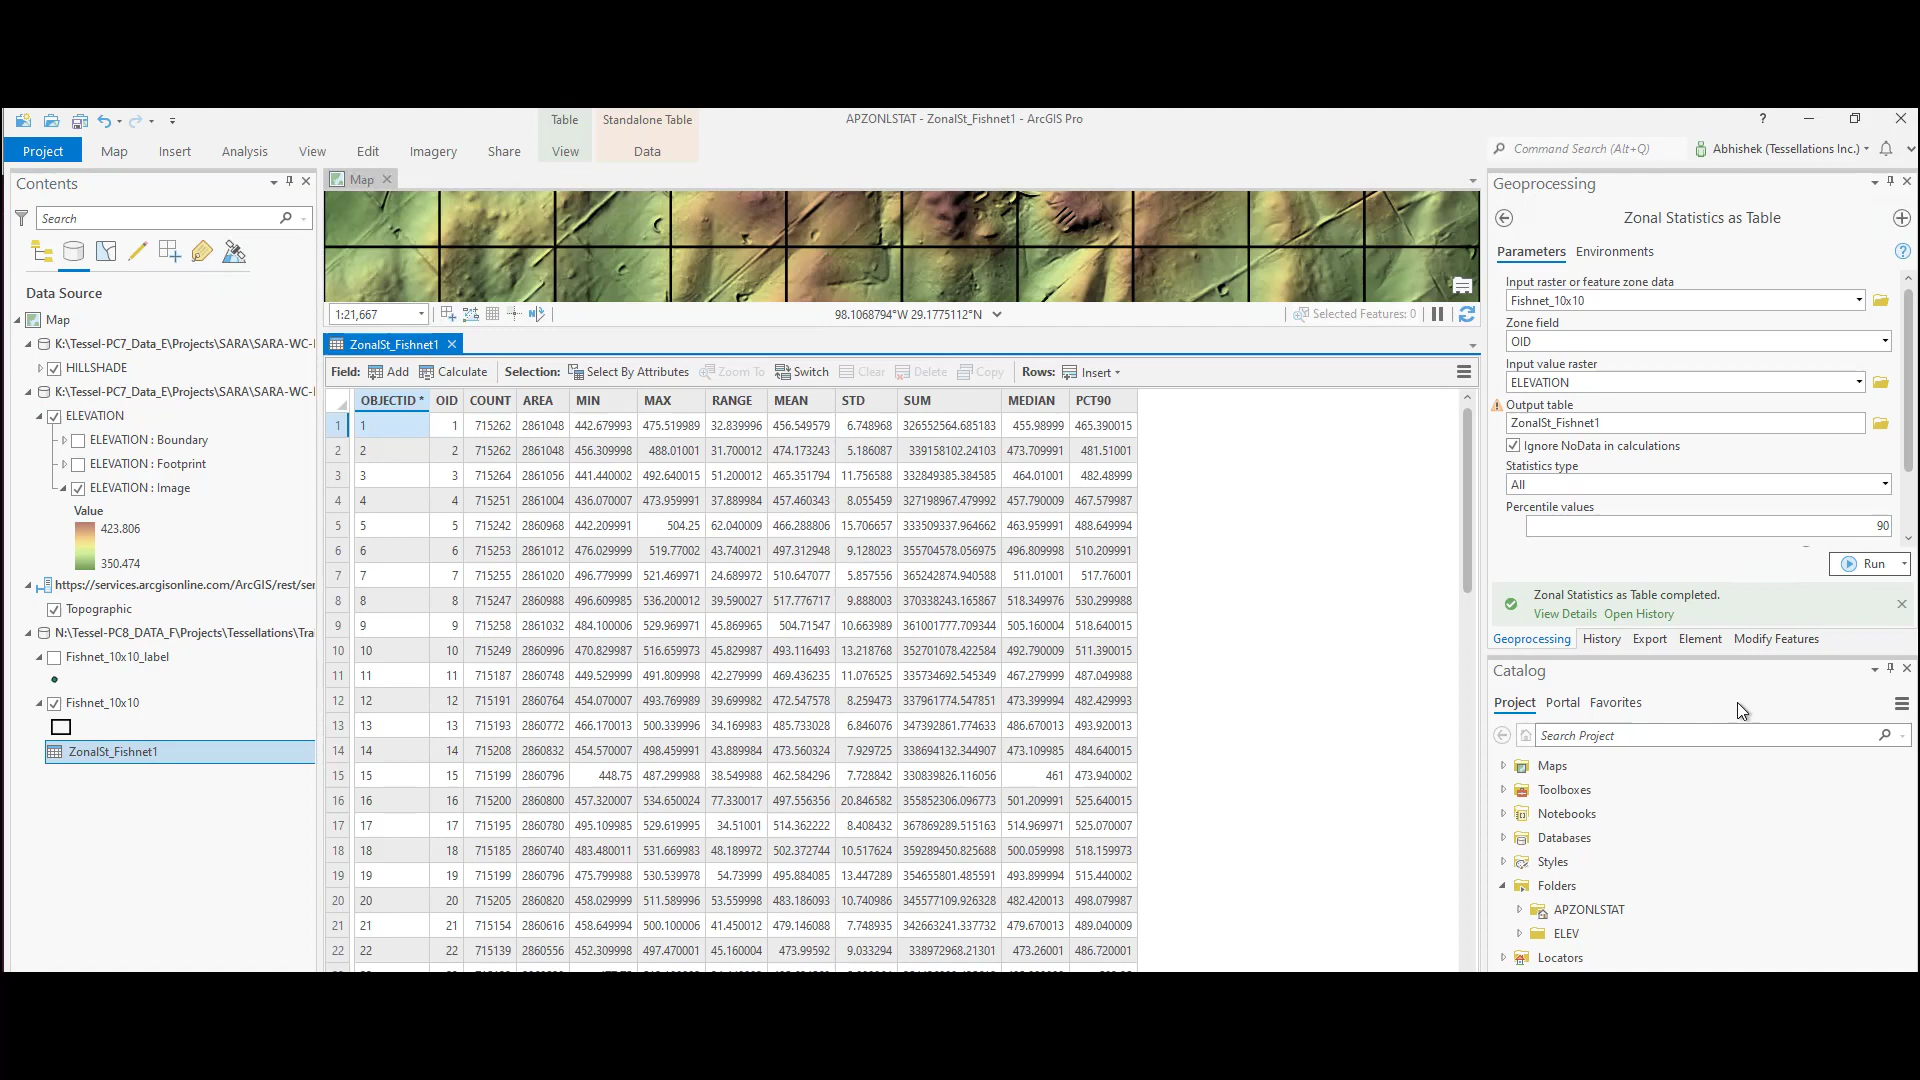 Table
Standalone Table
APZONLSTAT - ZonalSt_Fishnet1 - ArcGIS Pro
?
Project Map Insert Analysis View Edit Imagery Share View Data
Command Search (Alt+Q)
Abhishek (Tessellations Inc.)
Contents
Search
Data Source
Map
K:\Tessel-PC7_Data_E\Projects\SARA\SARA-WC-
HILLSHADE
K:\Tessel-PC7_Data_E\Projects\SARA\SARA-WC-
ELEVATION
ELEVATION : Boundary
ELEVATION : Footprint
ELEVATION : Image
Value
423.806
350.474
https://services.arcgisonline.com/ArcGIS/rest/ser
Topographic
N:\Tessel-PC8_DATA_F\Projects\Tessellations\Tra
Fishnet_10x10_label
Fishnet_10x10
ZonalSt_Fishnet1
Map
1:21,667
98.1068794°W 29.1775112°N
Selected Features: 0
ZonalSt_Fishnet1
Field: Add Calculate Selection: Select By Attributes Zoom To Switch Clear Delete Copy Rows: Insert
OBJECTID * OID COUNT AREA MIN MAX RANGE MEAN STD SUM MEDIAN PCT90
1 1 1 715262 2861048 442.679993 475.519989 32.839996 456.549579 6.748968 326552564.685183 455.98999 465.390015
2 2 2 715262 2861048 456.309998 488.01001 31.700012 474.173243 5.186087 339158102.24103 473.709991 481.51001
3 3 3 715264 2861056 441.440002 492.640015 51.200012 465.351794 11.756588 332849385.384585 464.01001 482.48999
4 4 4 715251 2861004 436.070007 473.959991 37.889984 457.460343 8.055459 327198967.479992 457.790009 467.579987
5 5 5 715242 2860968 442.209991 504.25 62.040009 466.288806 15.706657 333509337.964662 463.959991 488.649994
6 6 6 715253 2861012 476.029999 519.77002 43.740021 497.312948 9.128023 355704578.056975 496.809998 510.209991
7 7 7 715255 2861020 496.779999 521.469971 24.689972 510.647077 5.857556 365242874.940588 511.01001 517.76001
8 8 8 715247 2860988 496.609985 536.200012 39.590027 517.776717 9.888003 370338243.165867 518.349976 530.299988
9 9 9 715258 2861032 484.100006 529.969971 45.869965 504.71547 10.663989 361001777.709344 505.160004 518.640015
10 10 10 715249 2860996 470.829987 516.659973 45.829987 493.116493 13.218768 352701078.422584 492.790009 511.390015
11 11 11 715187 2860748 449.529999 491.809998 42.279999 469.436235 11.076525 335734692.545349 467.279999 487.049988
12 12 12 715191 2860764 454.070007 493.769989 39.699982 472.547578 8.259473 337961774.547851 473.399994 482.429993
13 13 13 715193 2860772 466.170013 500.339996 34.169983 485.733028 6.846076 347392861.774633 486.670013 493.920013
14 14 14 715208 2860832 454.570007 498.459991 43.889984 473.560324 7.929725 338694132.344907 473.109985 484.640015
15 15 15 715199 2860796 448.75 487.299988 38.549988 462.584296 7.728842 330839826.116056 461 473.940002
16 16 16 715200 2860800 457.320007 534.650024 77.330017 497.556356 20.846582 355852306.096773 501.209991 525.640015
17 17 17 715195 2860780 495.109985 529.619995 34.51001 514.362222 8.408432 367869289.515163 514.969971 525.070007
18 18 18 715185 2860740 483.480011 531.669983 48.189972 502.372744 10.517624 359289450.825688 500.059998 518.159973
19 19 19 715199 2860796 475.799988 530.539978 54.73999 495.884085 13.447289 354655801.485591 493.899994 515.440002
20 20 20 715205 2860820 458.029999 511.589996 53.559998 483.186093 10.740986 345577109.926328 482.420013 498.079987
21 21 21 715154 2860616 458.649994 500.100006 41.450012 479.146088 7.748935 342663241.337732 479.670013 489.040009
22 22 22 715139 2860556 452.309998 497.470001 45.160004 473.99592 9.033294 338972968.21301 473.26001 486.720001
Geoprocessing
Zonal Statistics as Table
Parameters Environments
?
Input raster or feature zone data
Fishnet_10x10
Zone field
OID
Input value raster
ELEVATION
Output table
ZonalSt_Fishnet1
Ignore NoData in calculations
Statistics type
All
Percentile values
90
Run
Zonal Statistics as Table completed.
View Details Open History
Geoprocessing History Export Element Modify Features
Catalog
Project Portal Favorites
Search Project
Maps
Toolboxes
Notebooks
Databases
Styles
Folders
APZONLSTAT
ELEV
Locators